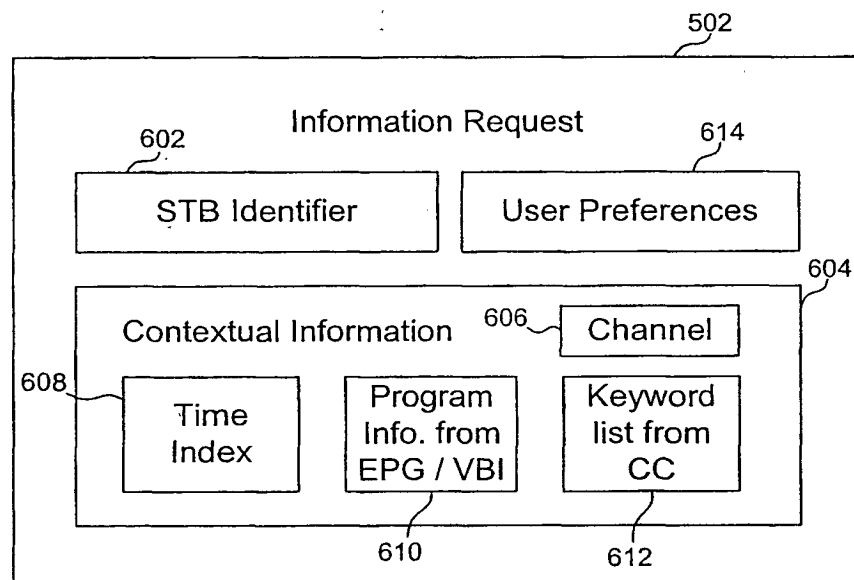 502
Information Request
602
614
STB Identifier
User Preferences
604
Contextual Information
606
Channel
608
Time
Index
Program
Info. from
EPG / VBI
Keyword
list from
CC
610
612